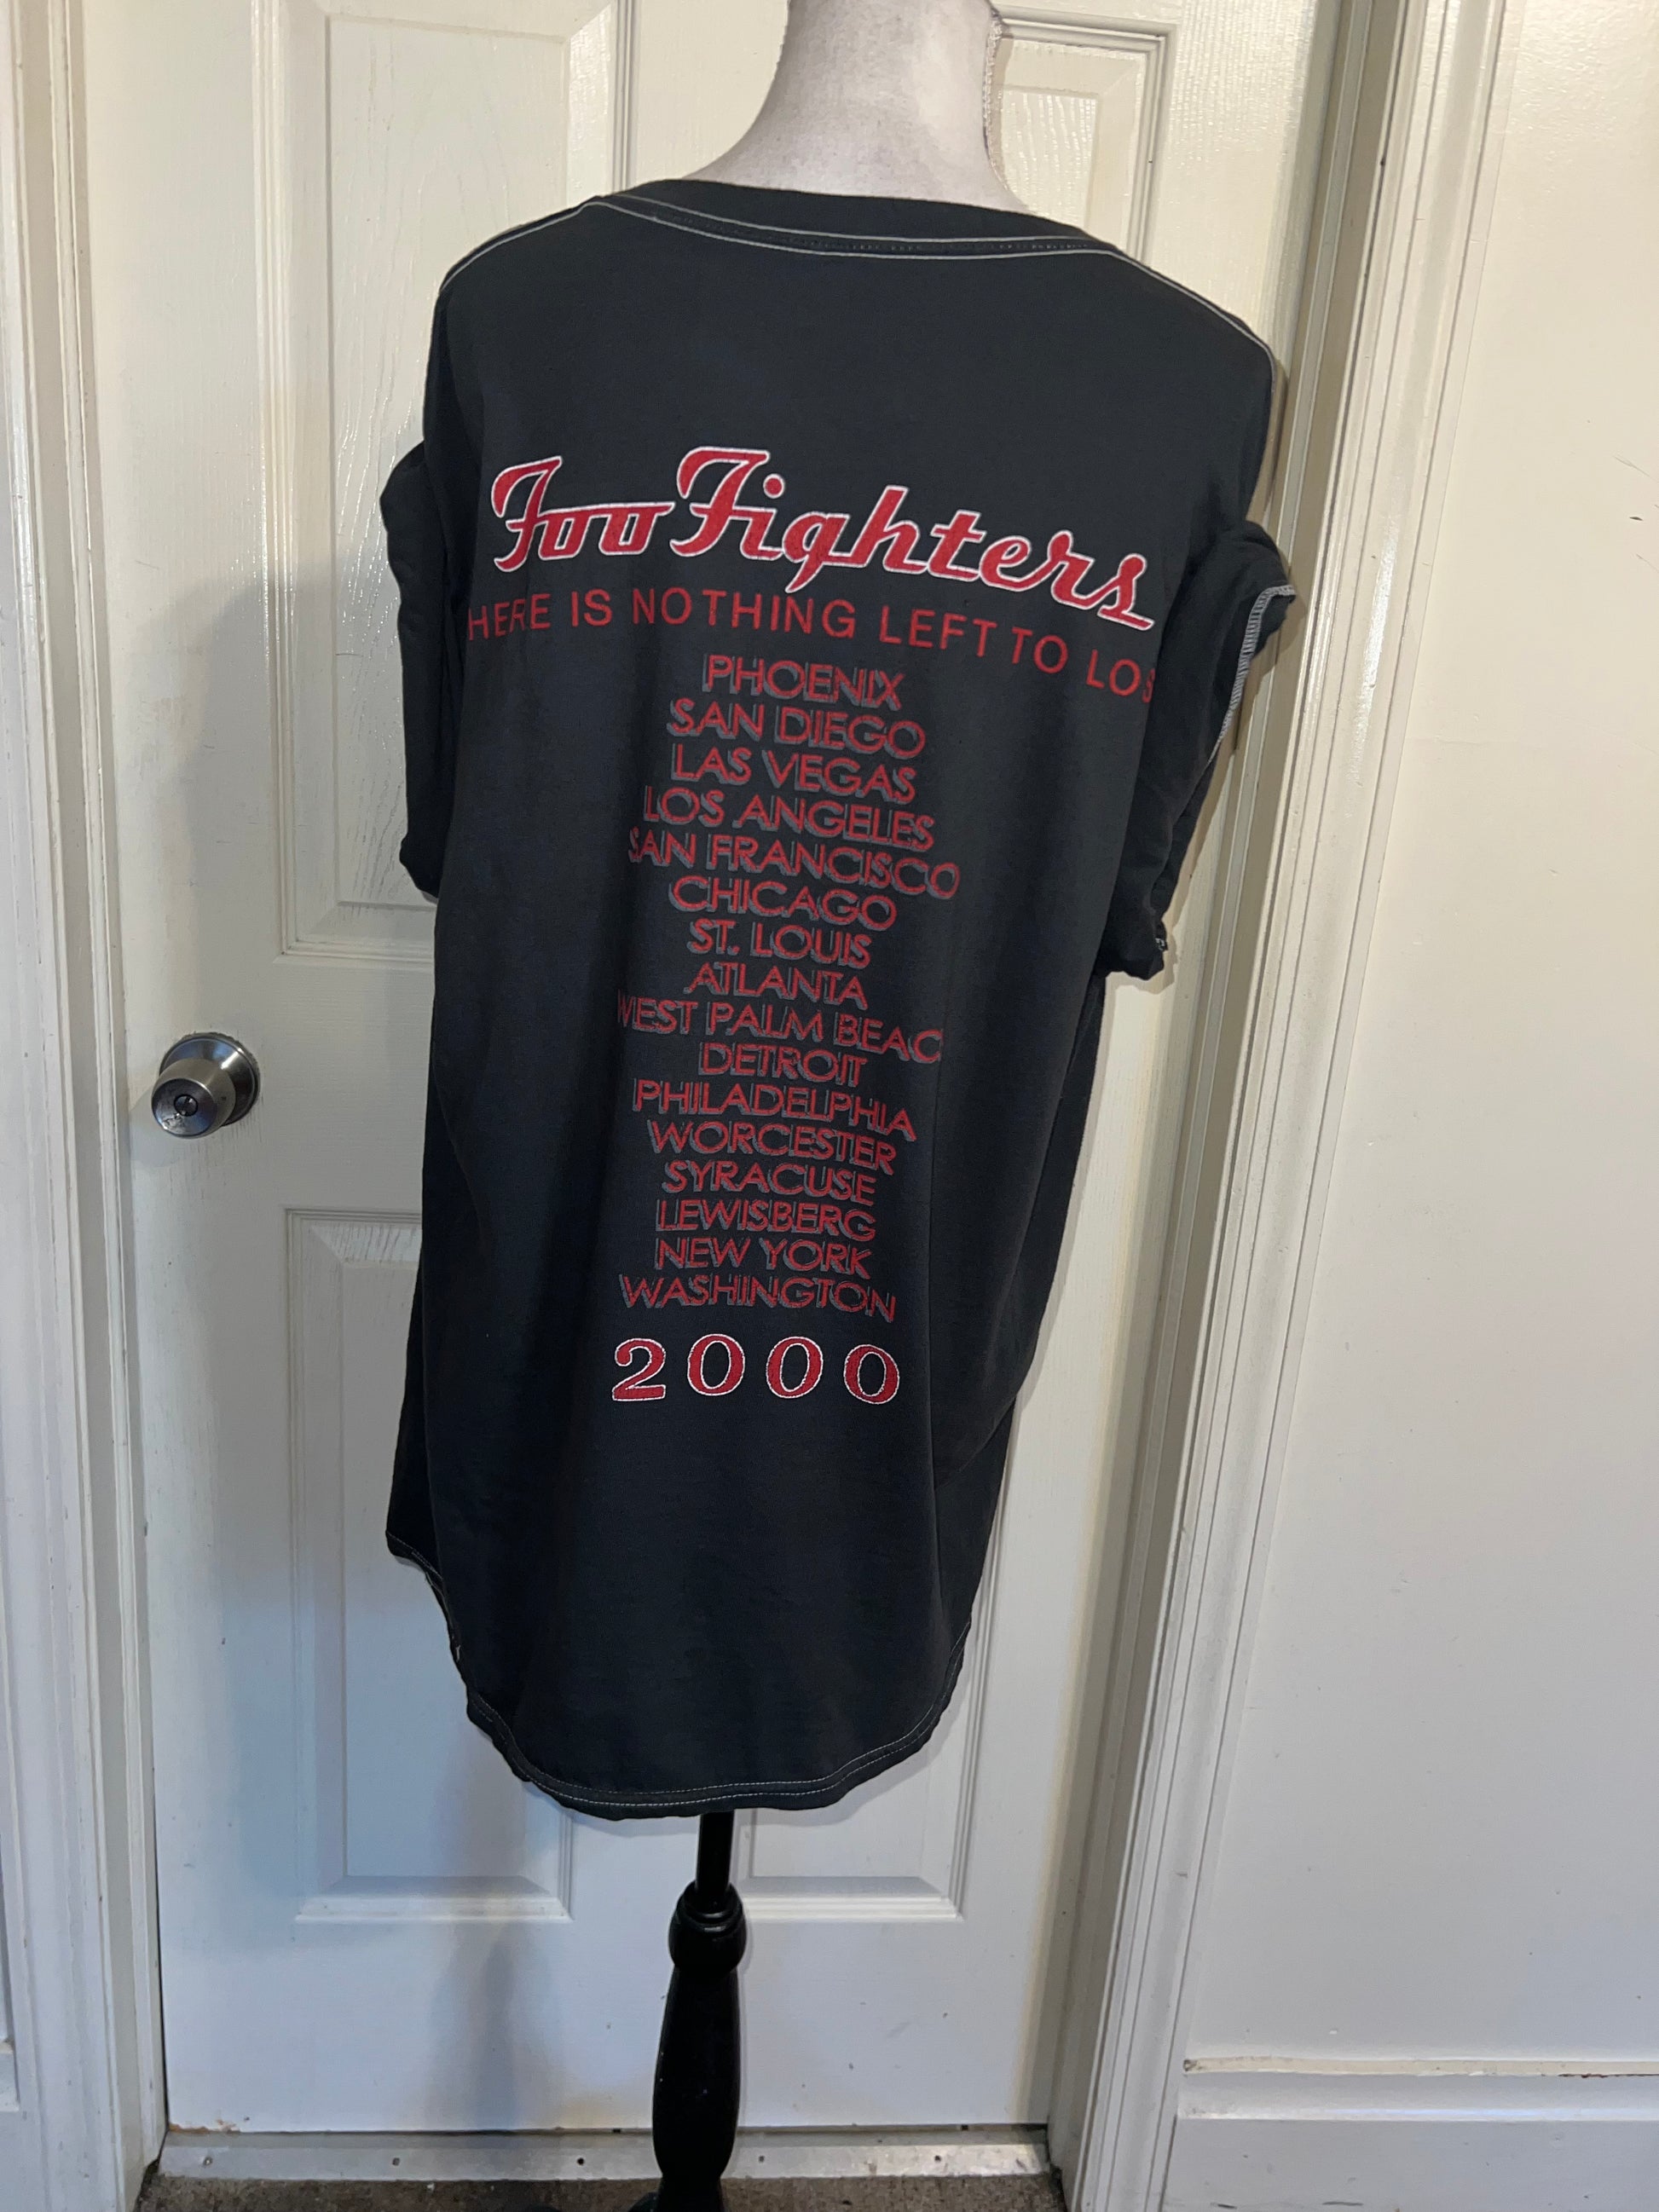 Foo Fighters
HERE IS NOTHING LEFT TO LOS
PHOENIX
SAN DIEGO
LAS VEGAS
LOS ANGELES
SAN FRANCISCO
CHICAGO
ST. LOUIS
ATLANTA
WEST PALM BEAC
DETROIT
PHILADELPHIA
WORCESTER
SYRACUSE
LEWISBERG
NEW YORK
WASHINGTON
2000